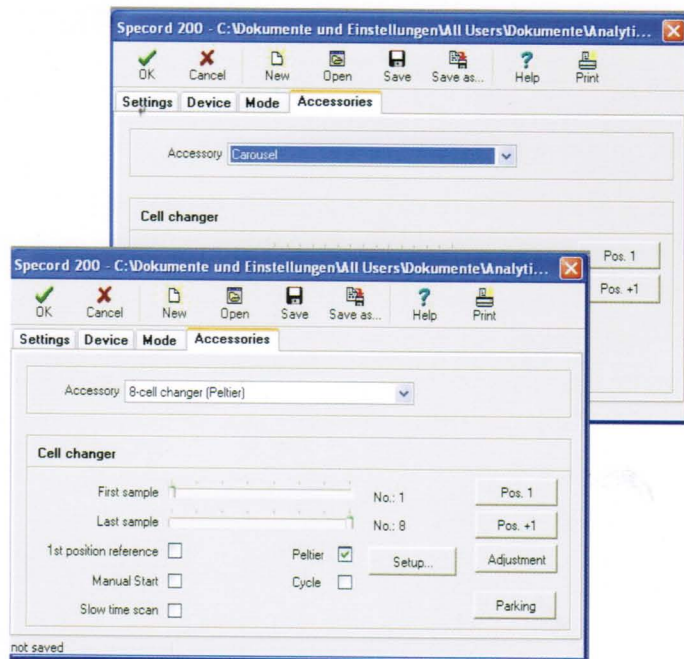 Specord 200 - C:\Dokumente und Einstellungen\All Users\Dokumente\Analyti...
OK Cancel New Open Save Save as... Help Print
Settings Device Mode Accessories
Accessory Carousel
Cell changer
Pos. 1
Pos. +1
Specord 200 - C:\Dokumente und Einstellungen\All Users\Dokumente\Analyti...
OK Cancel New Open Save Save as... Help Print
Settings Device Mode Accessories
Accessory 8-cell changer (Peltier)
Cell changer
First sample No.: 1 Pos. 1
Last sample No.: 8 Pos. +1
1st position reference Peltier Setup... Adjustment
Manual Start Cycle
Slow time scan Parking
not saved